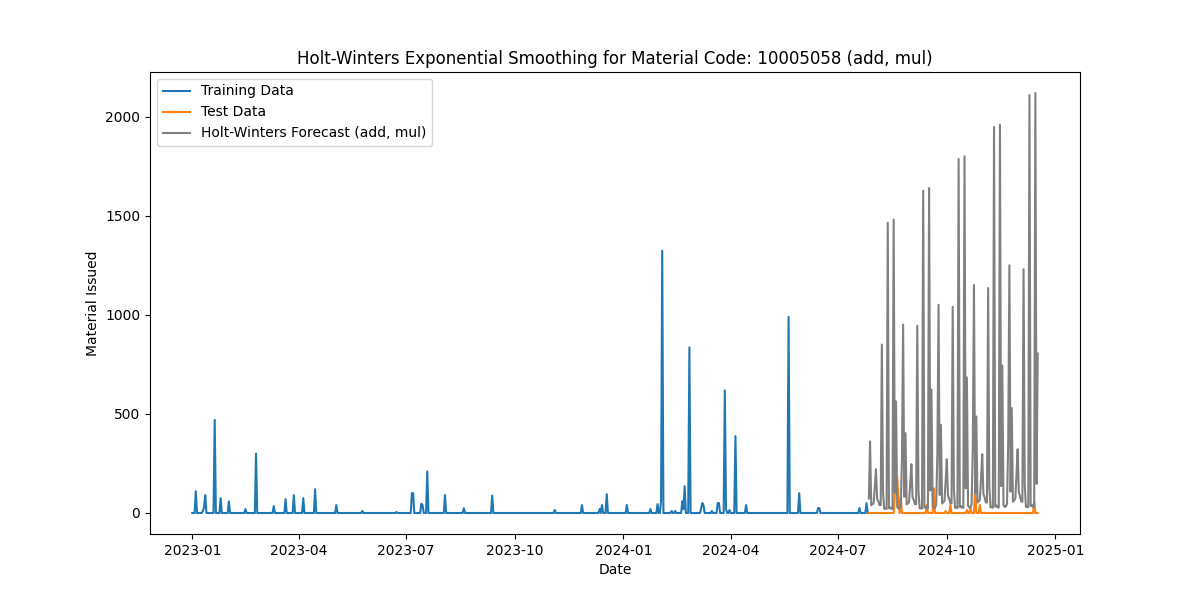 Holt-Winters Exponential Smoothing for Material Code: 10005058 (add, mul)
Training Data
Test Data
Holt-Winters Forecast (add, mul)
Material Issued
2000
1500
1000
500
0
2023-01 2023-04 2023-07 2023-10 2024-01 2024-04 2024-07 2024-10 2025-01
Date